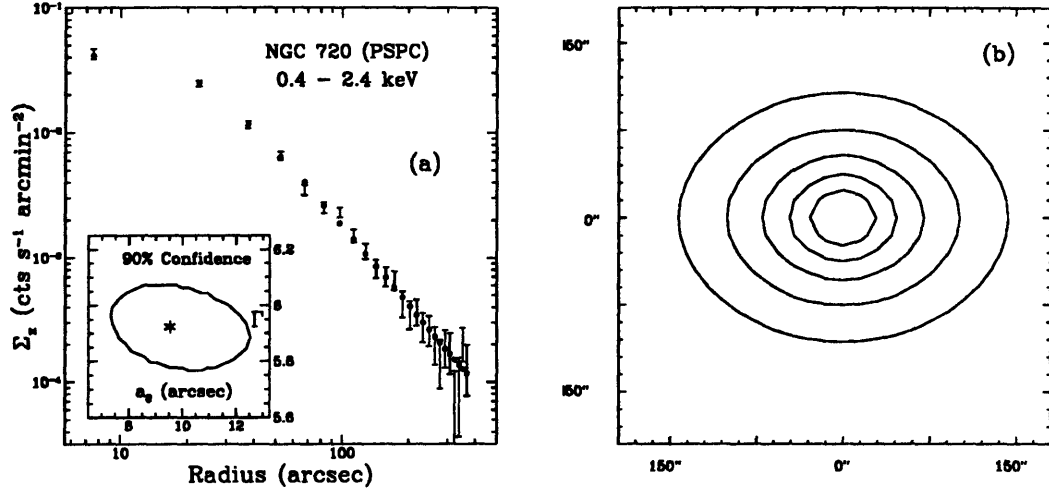 10⁻¹
10⁻²
10⁻³
10⁻⁴
Σₓ (cts s⁻¹ arcmin⁻²)
NGC 720 (PSPC)
0.4 – 2.4 keV
(a)
90% Confidence
6.2
6
5.8
5.6
Γ
*
a₀ (arcsec)
8 10 12
10 100
Radius (arcsec)
(b)
150"
0"
150"
150" 0" 150"